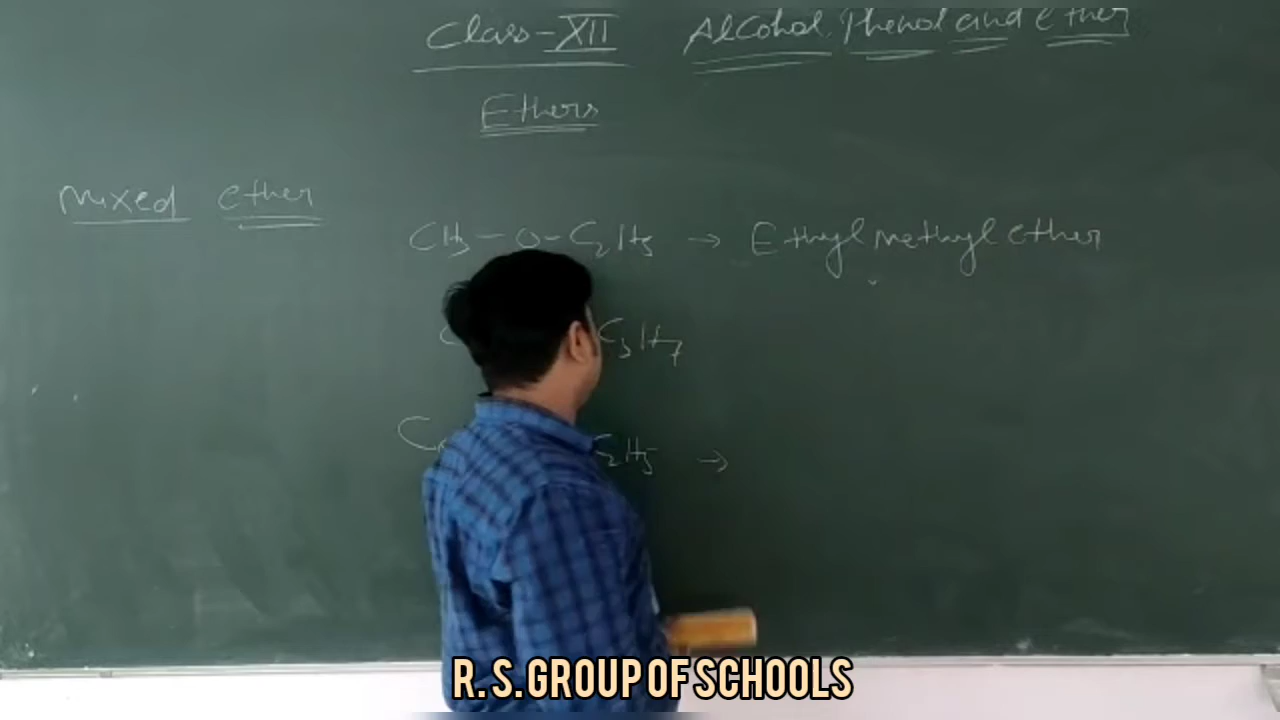 Class-XII Alcohol, Phenol and Ether
Ethers
Mixed ether
CH3 - O - C2H5 → Ethyl methyl ether
C3H7
C2H5 →
R. S. GROUP OF SCHOOLS